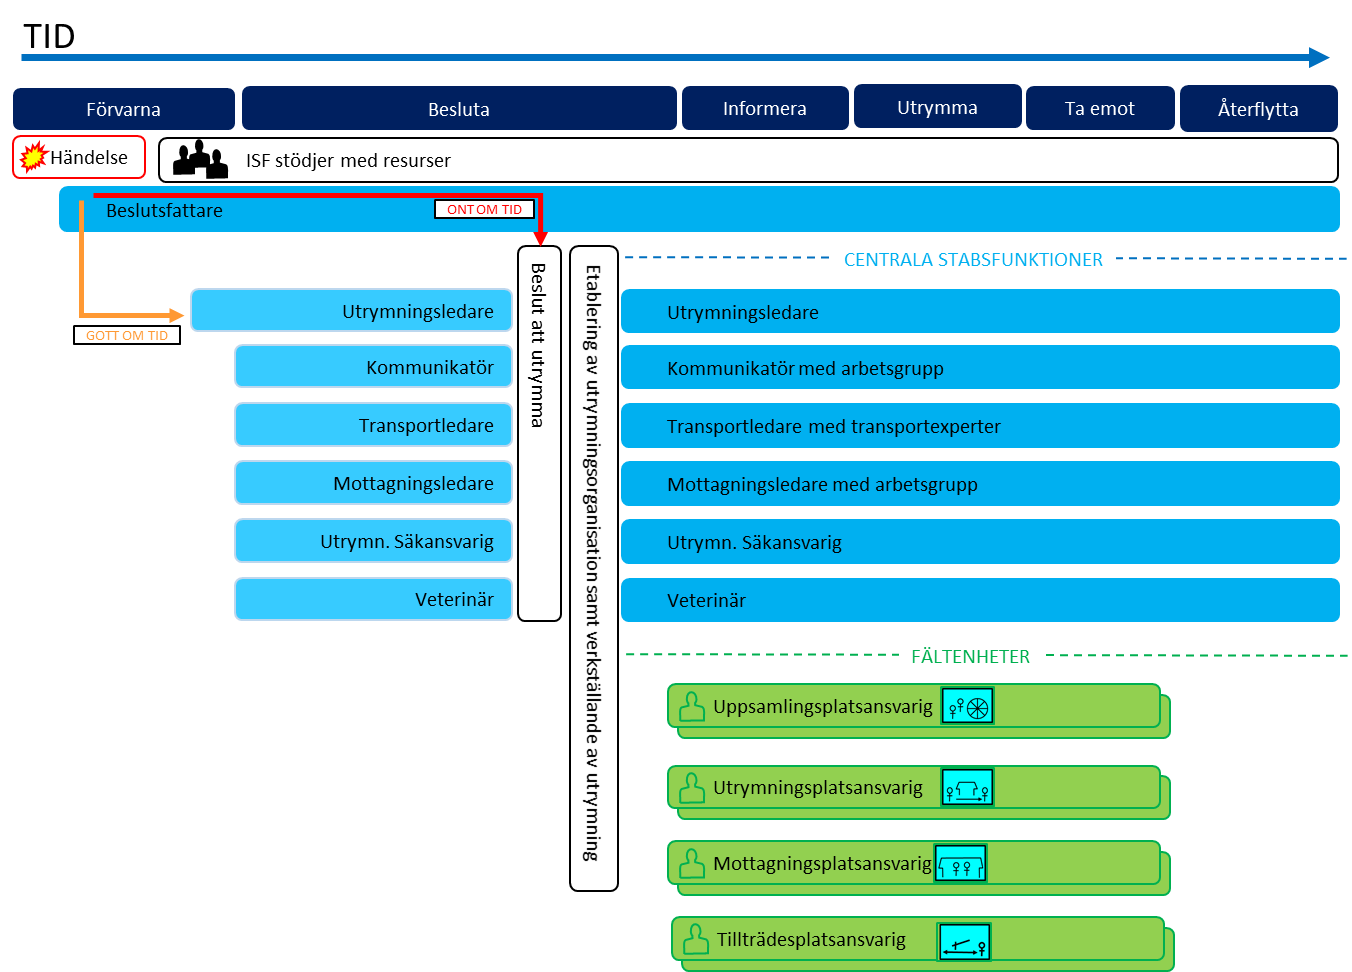 TID
Förvarna
Besluta
Informera
Utrymma
Ta emot
Återflytta
Händelse
ISF stödjer med resurser
Beslutsfattare
ONT OM TID
GOTT OM TID
Beslut att utrymma
Etablering av utrymningsorganisation samt verkställande av utrymning
CENTRALA STABSFUNKTIONER
Utrymningsledare
Utrymningsledare
Kommunikatör
Kommunikatör med arbetsgrupp
Transportledare
Transportledare med transportexperter
Mottagningsledare
Mottagningsledare med arbetsgrupp
Utrymn. Säkansvarig
Utrymn. Säkansvarig
Veterinär
Veterinär
FÄLTENHETER
Uppsamlingsplatsansvarig
Utrymningsplatsansvarig
Mottagningsplatsansvarig
Tillträdesplatsansvarig